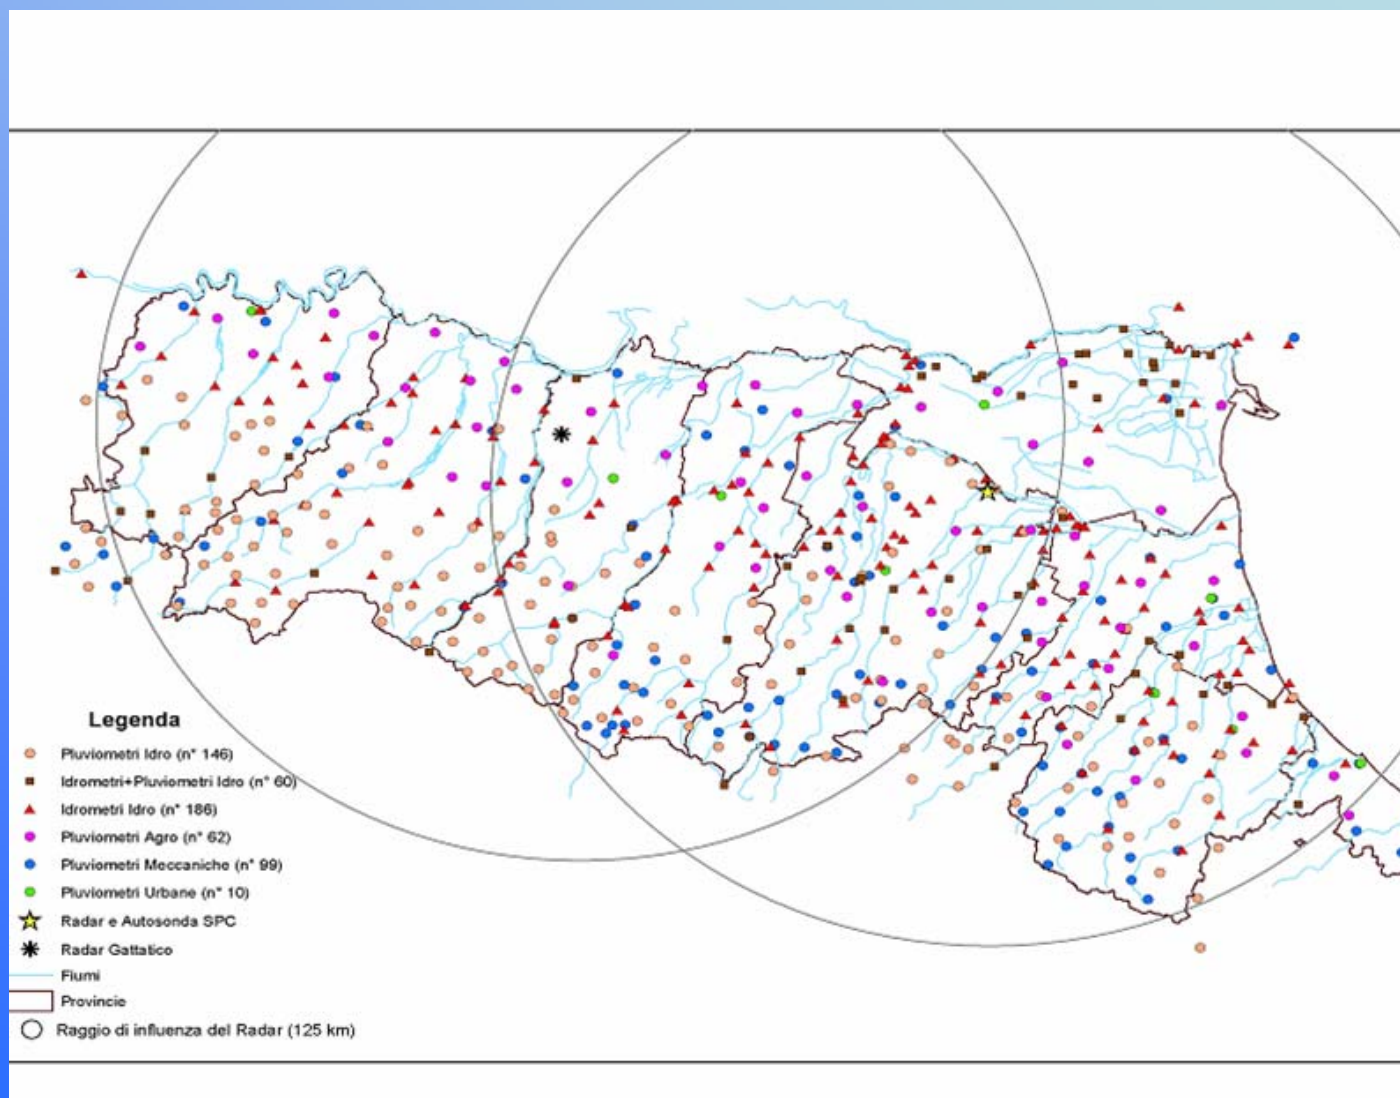 Legenda
Pluviometri Idro (n° 146)
Idrometri+Pluviometri Idro (n° 60)
Idrometri Idro (n° 186)
Pluviometri Agro (n° 62)
Pluviometri Meccaniche (n° 99)
Pluviometri Urbane (n° 10)
Radar e Autosonda SPC
Radar Gattatico
Fiumi
Provincie
Raggio di influenza del Radar (125 km)